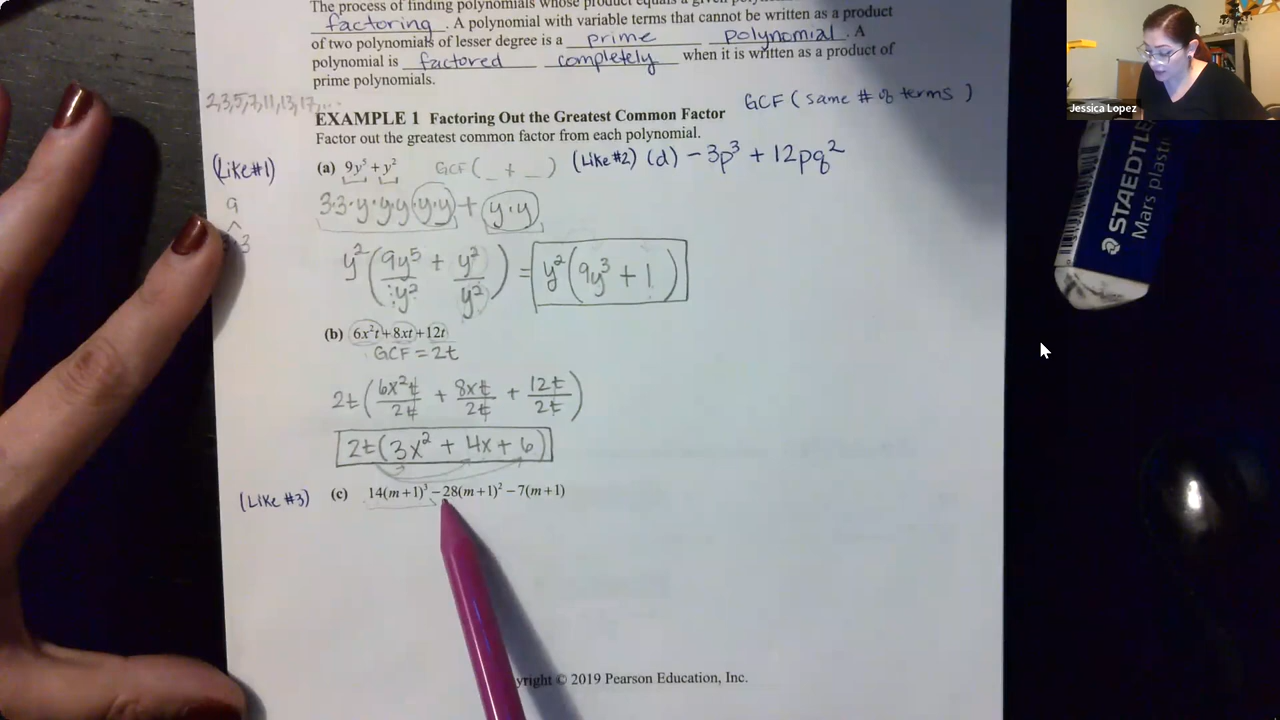 The process of finding polynomials whose product equals a given
factoring. A polynomial with variable terms that cannot be written as a product
of two polynomials of lesser degree is a prime polynomial. A
polynomial is factored completely when it is written as a product of
prime polynomials.
2,3,5,7,11,13,17,...
GCF (same # of terms)
EXAMPLE 1 Factoring Out the Greatest Common Factor
Factor out the greatest common factor from each polynomial.
(Like #1) (a) 9y⁵ + y² GCF ( _ + _ ) (Like #2) (d) −3p³ + 12pq²
9
3
3·3·y·y·y·y·y + y·y
y²(9y⁵/y² + y²/y²) = y²(9y³ + 1)
(b) 6x²t + 8xt + 12t
GCF = 2t
2t(6x²t/2t + 8xt/2t + 12t/2t)
2t(3x² + 4x + 6)
(Like #3) (c) 14(m+1)³ − 28(m+1)² − 7(m+1)
yright © 2019 Pearson Education, Inc.
STAEDTLER
Mars plasti
Jessica Lopez